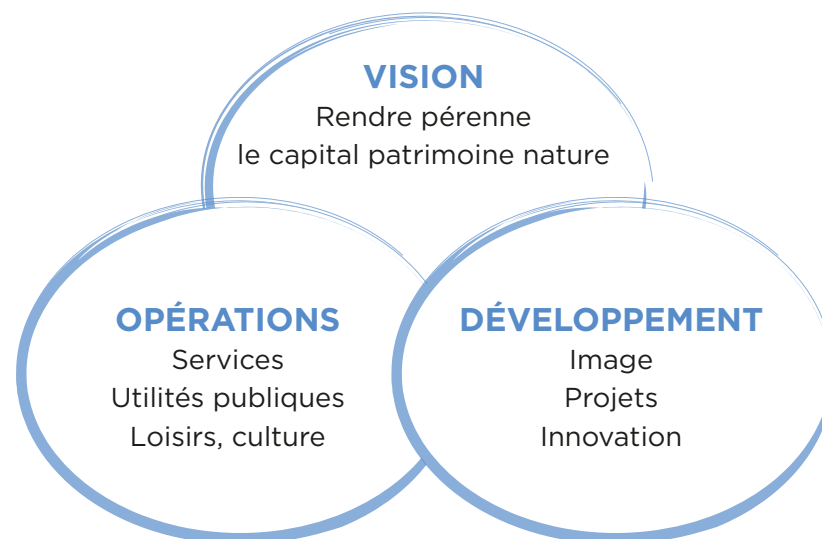 VISION
Rendre pérenne
le capital patrimoine nature
OPÉRATIONS
Services
Utilités publiques
Loisirs, culture
DÉVELOPPEMENT
Image
Projets
Innovation